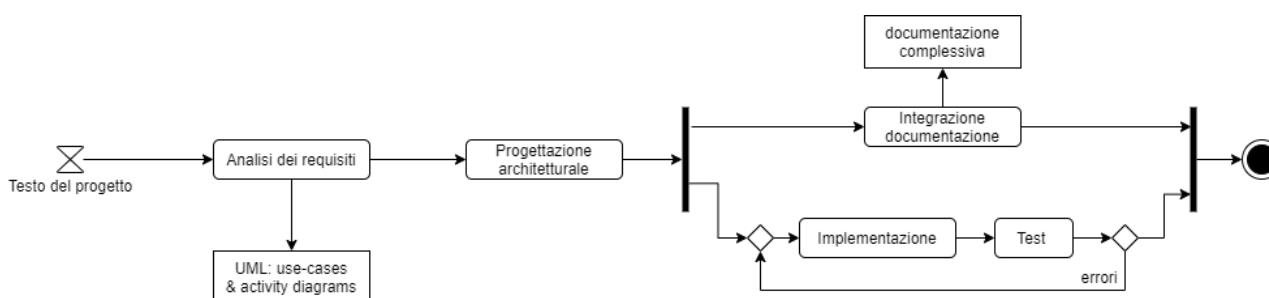 documentazione
complessiva
Integrazione
documentazione
Analisi dei requisiti
Progettazione
architetturale
Testo del progetto
Implementazione
Test
errori
UML: use-cases
& activity diagrams